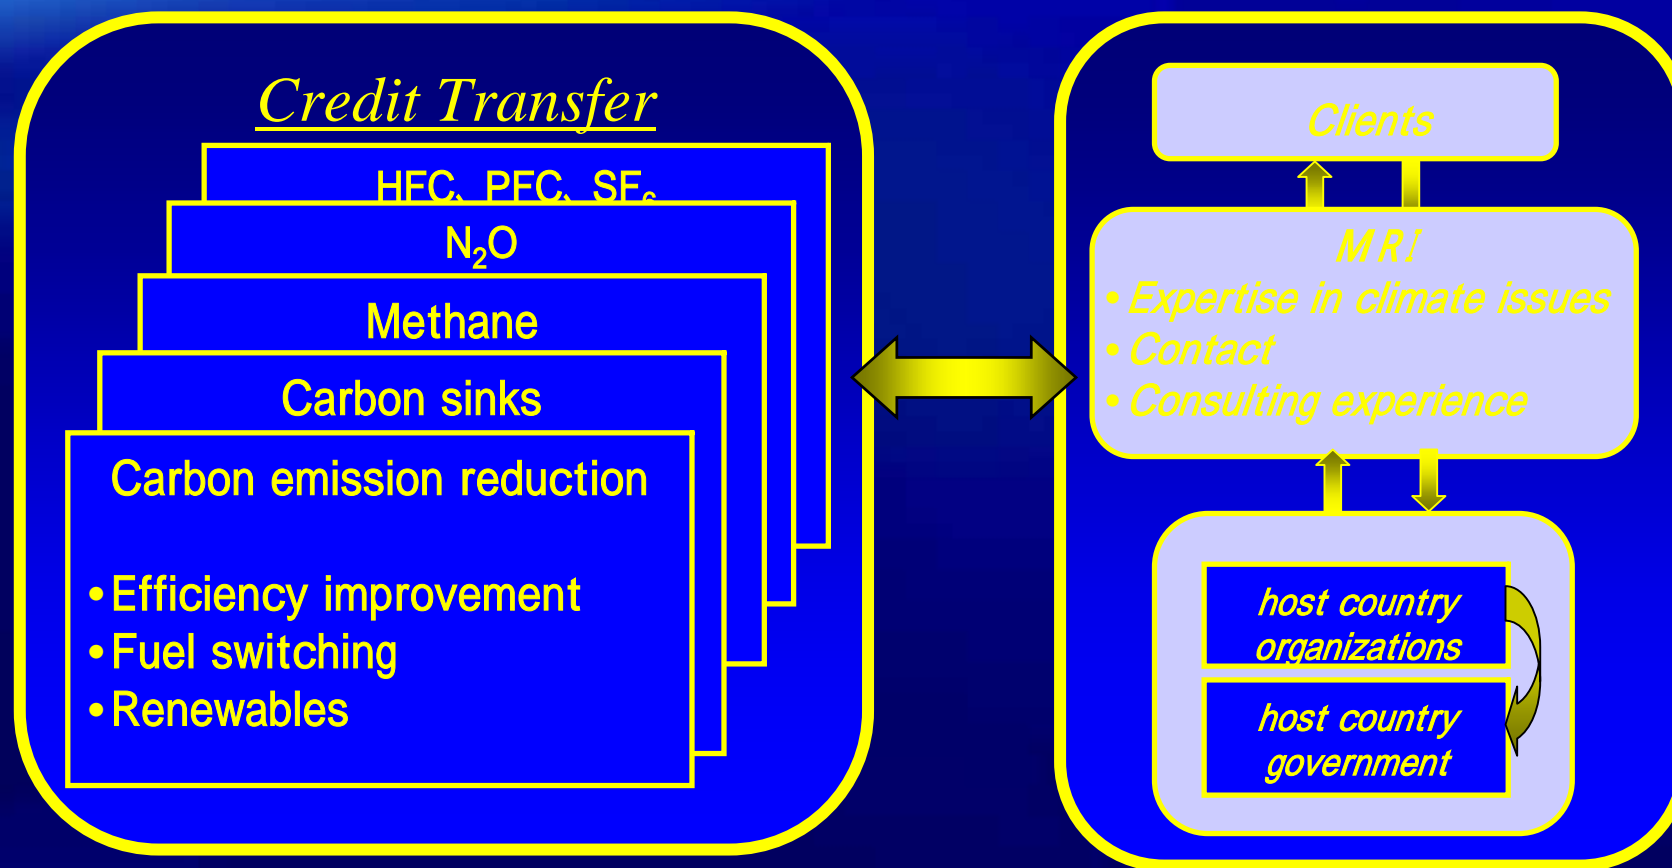 Credit Transfer
HFC、PFC、SF₆
N₂O
Methane
Carbon sinks
Carbon emission reduction
•Efficiency improvement
•Fuel switching
•Renewables
Clients
MRI
•Expertise in climate issues
•Contact
•Consulting experience
host country
organizations
host country
government